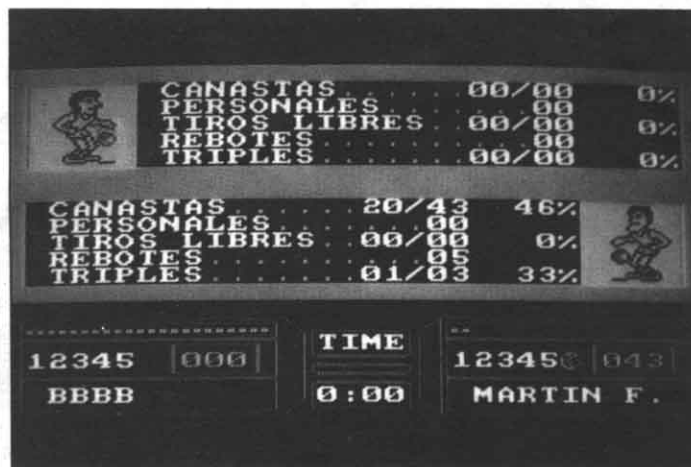 CANASTAS......00/00 0%
PERSONALES......00
TIROS LIBRES..00/00 0%
REBOTES.........00
TRIPLES.......00/00 0%
CANASTAS......20/43 46%
PERSONALES......00
TIROS LIBRES..00/00 0%
REBOTES.........05
TRIPLES.......01/03 33%
TIME
12345 000
12345 043
BBBB 0:00 MARTIN F.